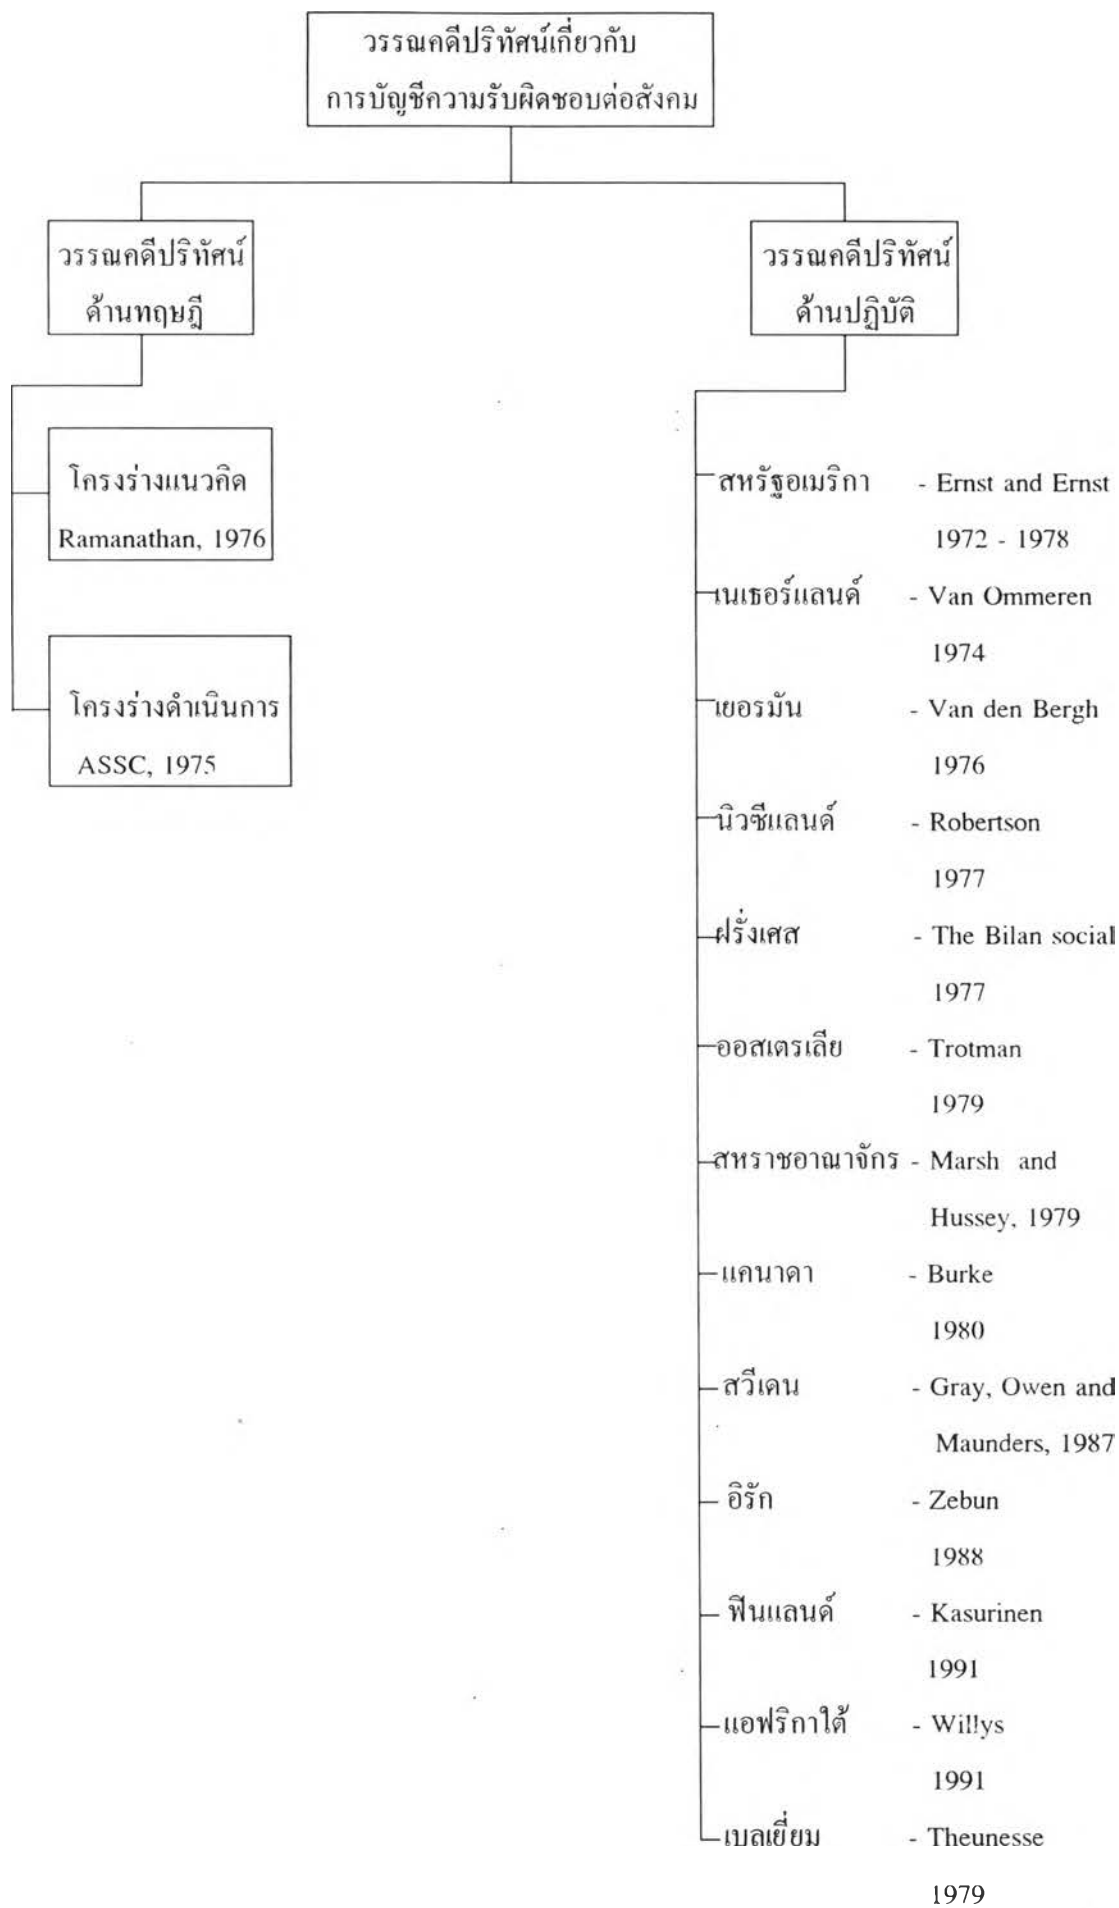 วรรณคดีปริทัศน์เกี่ยวกับ
การบัญชีความรับผิดชอบต่อสังคม
วรรณคดีปริทัศน์
ด้านทฤษฎี
โครงร่างแนวคิด
Ramanathan, 1976
โครงร่างดำเนินการ
ASSC, 1975
วรรณคดีปริทัศน์
ด้านปฏิบัติ
สหรัฐอเมริกา - Ernst and Ernst
1972 - 1978
เนเธอร์แลนด์ - Van Ommeren
1974
เยอรมัน - Van den Bergh
1976
นิวซีแลนด์ - Robertson
1977
ฝรั่งเศส - The Bilan social
1977
ออสเตรเลีย - Trotman
1979
สหราชอาณาจักร - Marsh and
Hussey, 1979
แคนาดา - Burke
1980
สวีเดน - Gray, Owen and
Maunders, 1987
อิรัก - Zebun
1988
ฟินแลนด์ - Kasurinen
1991
แอฟริกาใต้ - Willys
1991
เบลเยี่ยม - Theunesse
1979